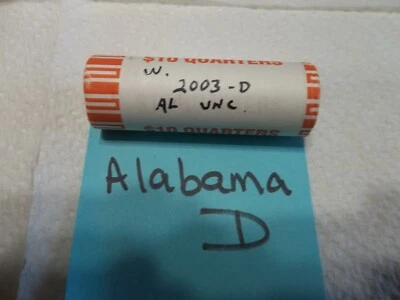 $10 QUARTERS
W.
2003-D
AL UNC.
$10 QUARTERS
Alabama
D